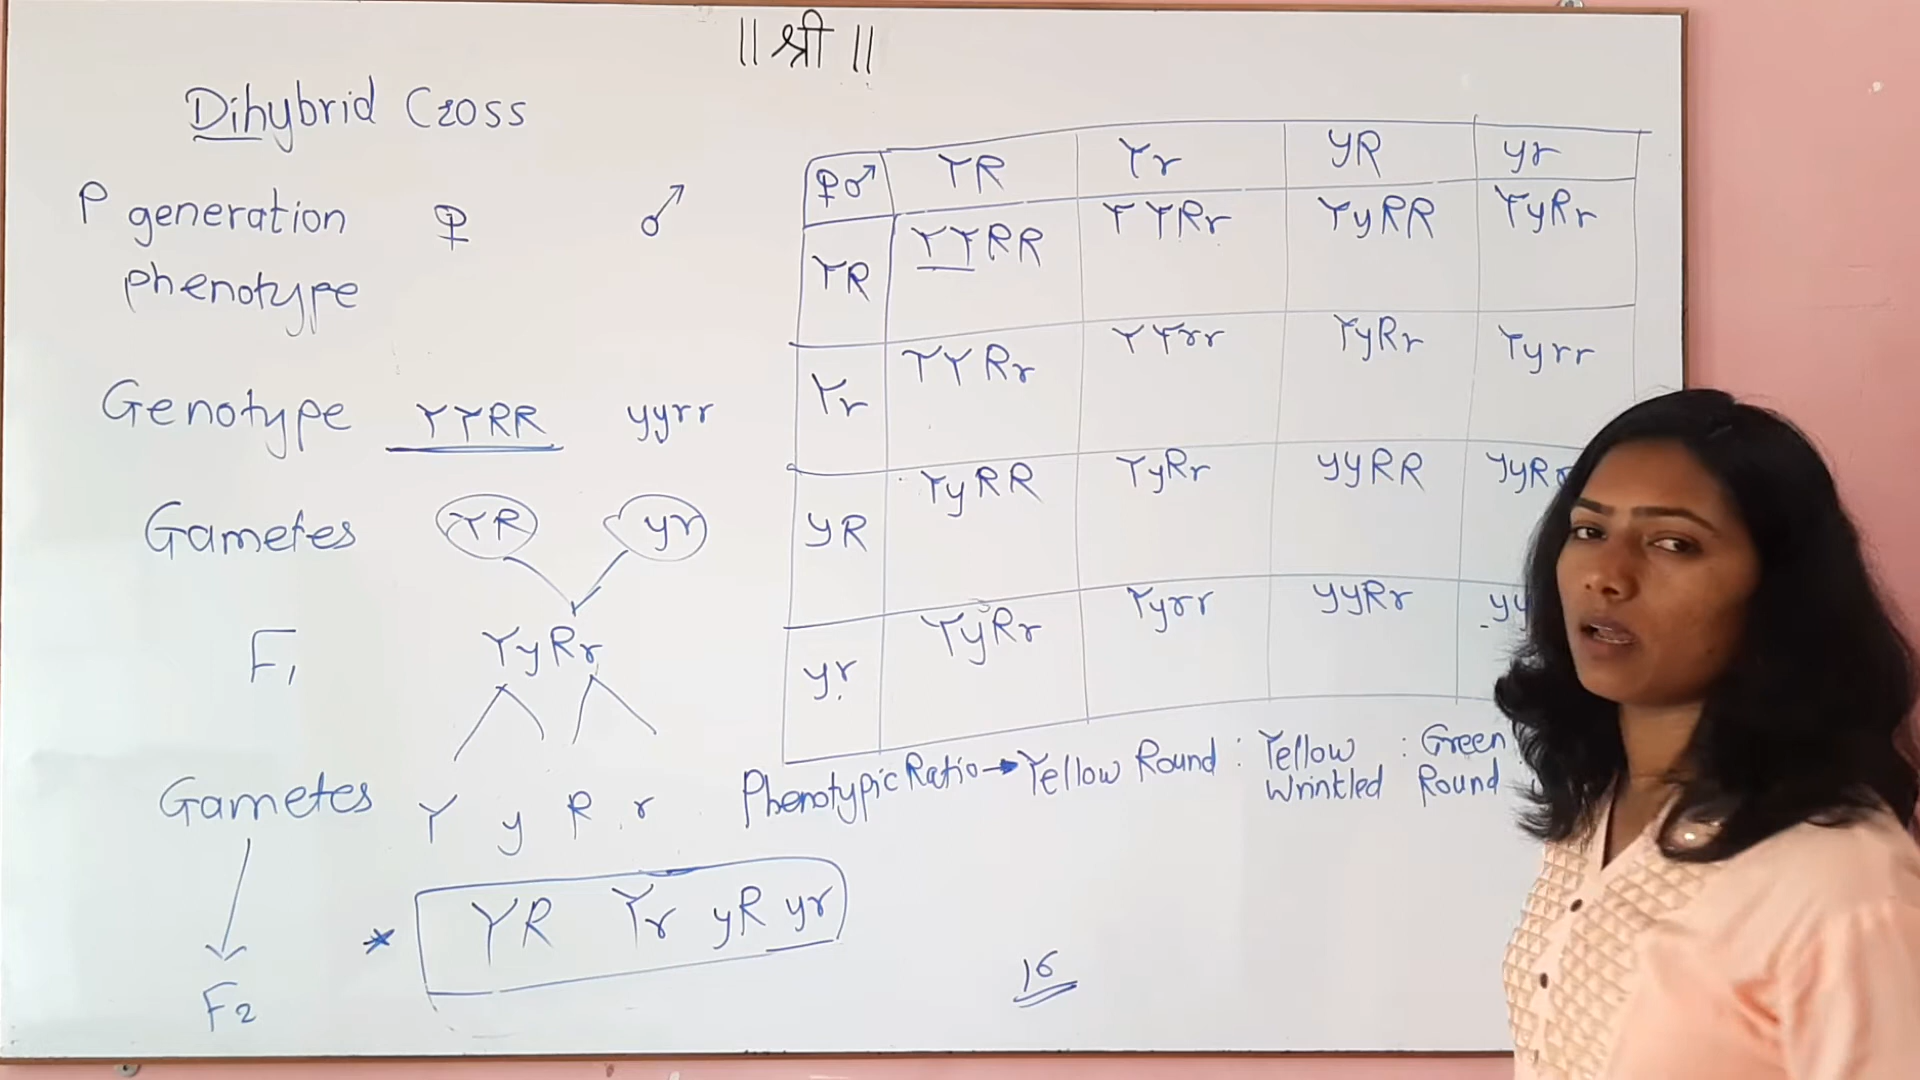 ॥ श्री ॥
Dihybrid Cross
P generation ♀ ♂
phenotype
Genotype YYRR yyrr
Gametes YR yr
F1 YyRr
Gametes Y y R r
YR Yr yR yr
F2
♀♂ YR Yr yR yr
YR YYRR YYRr YyRR YyRr
Yr YYRr YYrr YyRr Yyrr
yR YyRR YyRr yyRR yyR
yr YyRr Yyrr yyRr yy
Phenotypic Ratio → Yellow Round : Yellow Wrinkled : Green Round
16